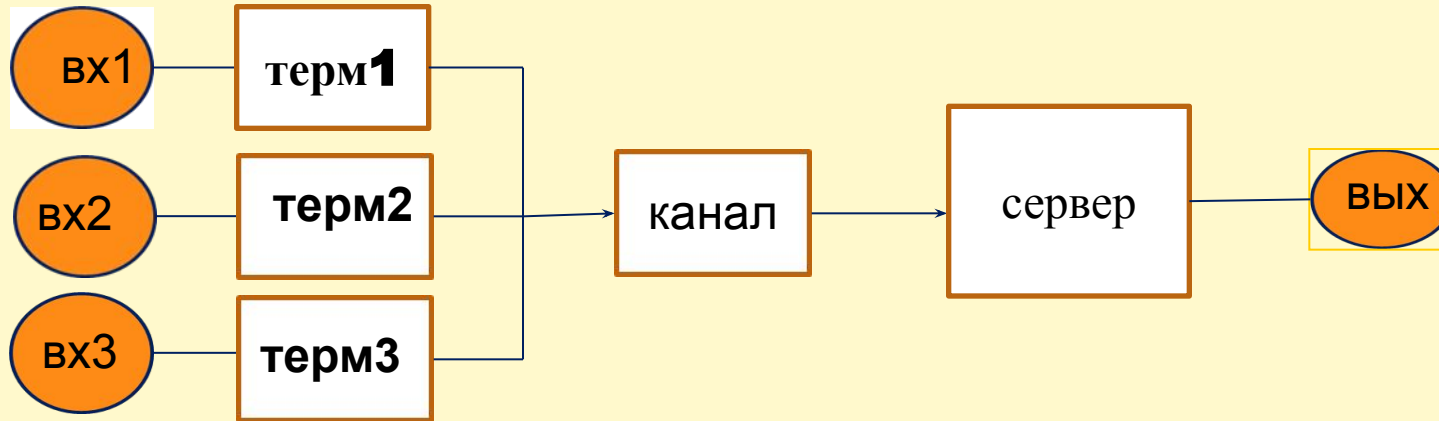 вх1
терм1
вх2
терм2
канал
сервер
вых
вх3
терм3